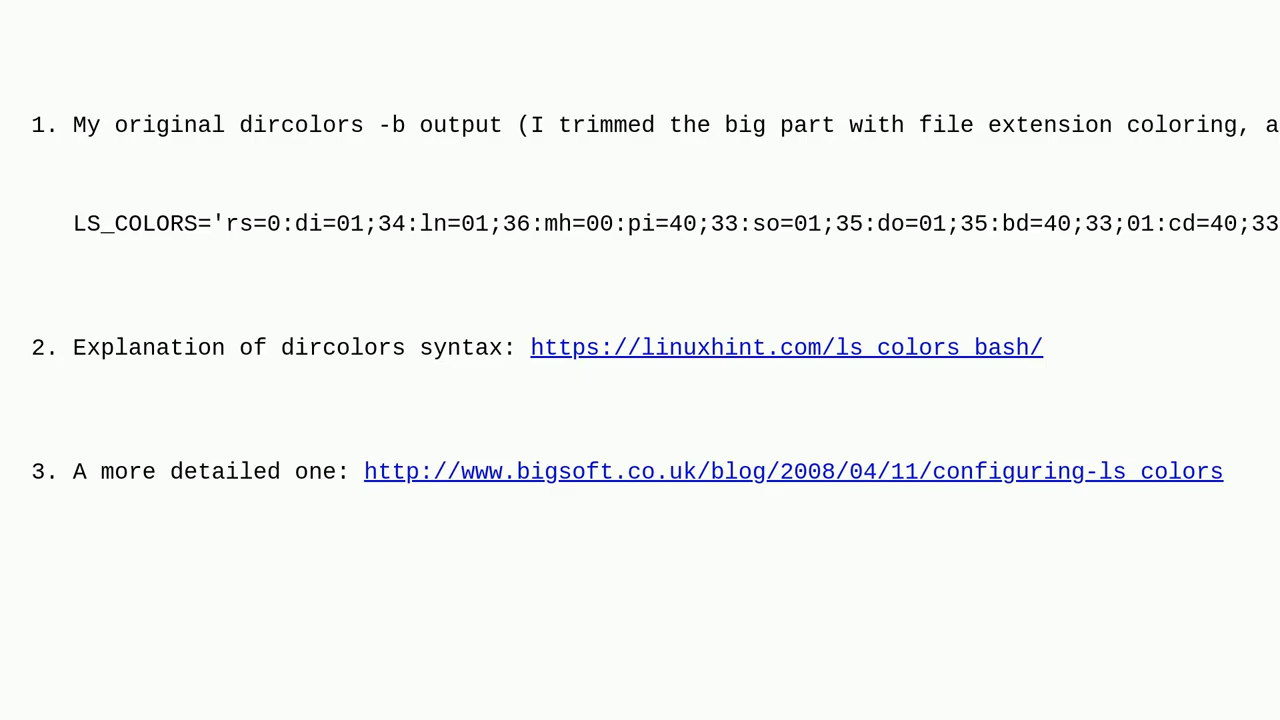 1. My original dircolors -b output (I trimmed the big part with file extension coloring, a
LS_COLORS='rs=0:di=01;34:ln=01;36:mh=00:pi=40;33:so=01;35:do=01;35:bd=40;33;01:cd=40;33
2. Explanation of dircolors syntax: https://linuxhint.com/ls_colors_bash/
3. A more detailed one: http://www.bigsoft.co.uk/blog/2008/04/11/configuring-ls_colors